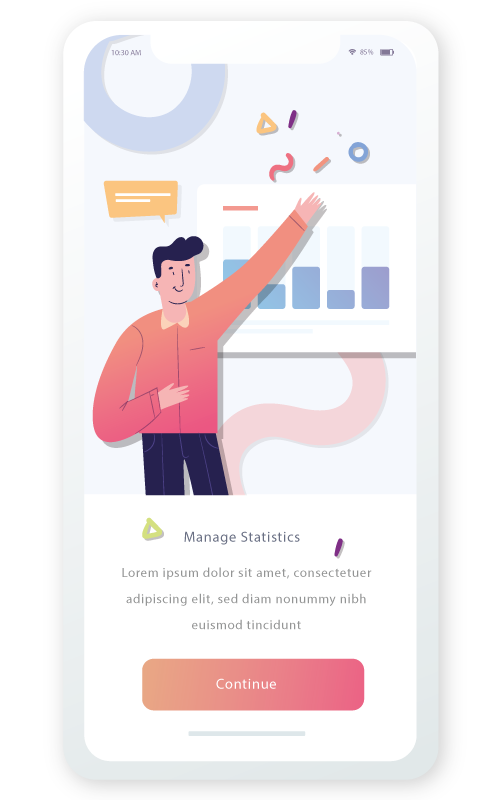 10:30 AM
85%
Manage Statistics
Lorem ipsum dolor sit amet, consectetuer
adipiscing elit, sed diam nonummy nibh
euismod tincidunt
Continue